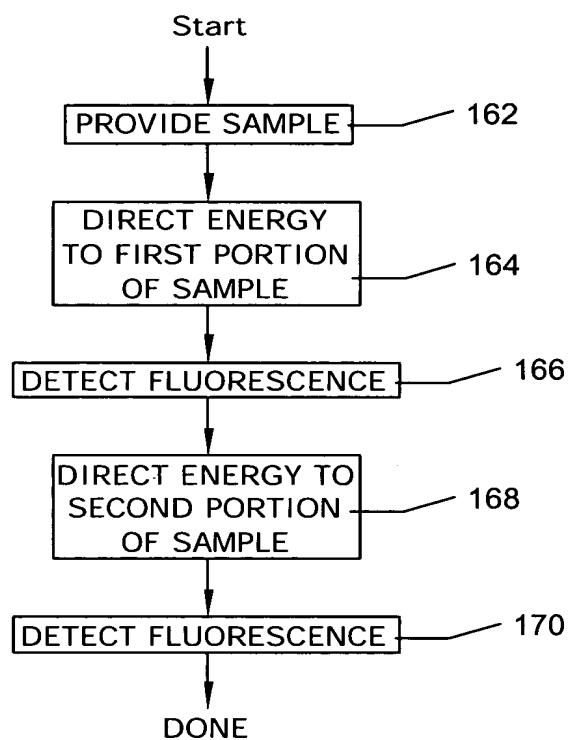 Start
PROVIDE SAMPLE
162
DIRECT ENERGY
TO FIRST PORTION
OF SAMPLE
164
DETECT FLUORESCENCE
166
DIRECT ENERGY TO
SECOND PORTION
OF SAMPLE
168
DETECT FLUORESCENCE
170
DONE